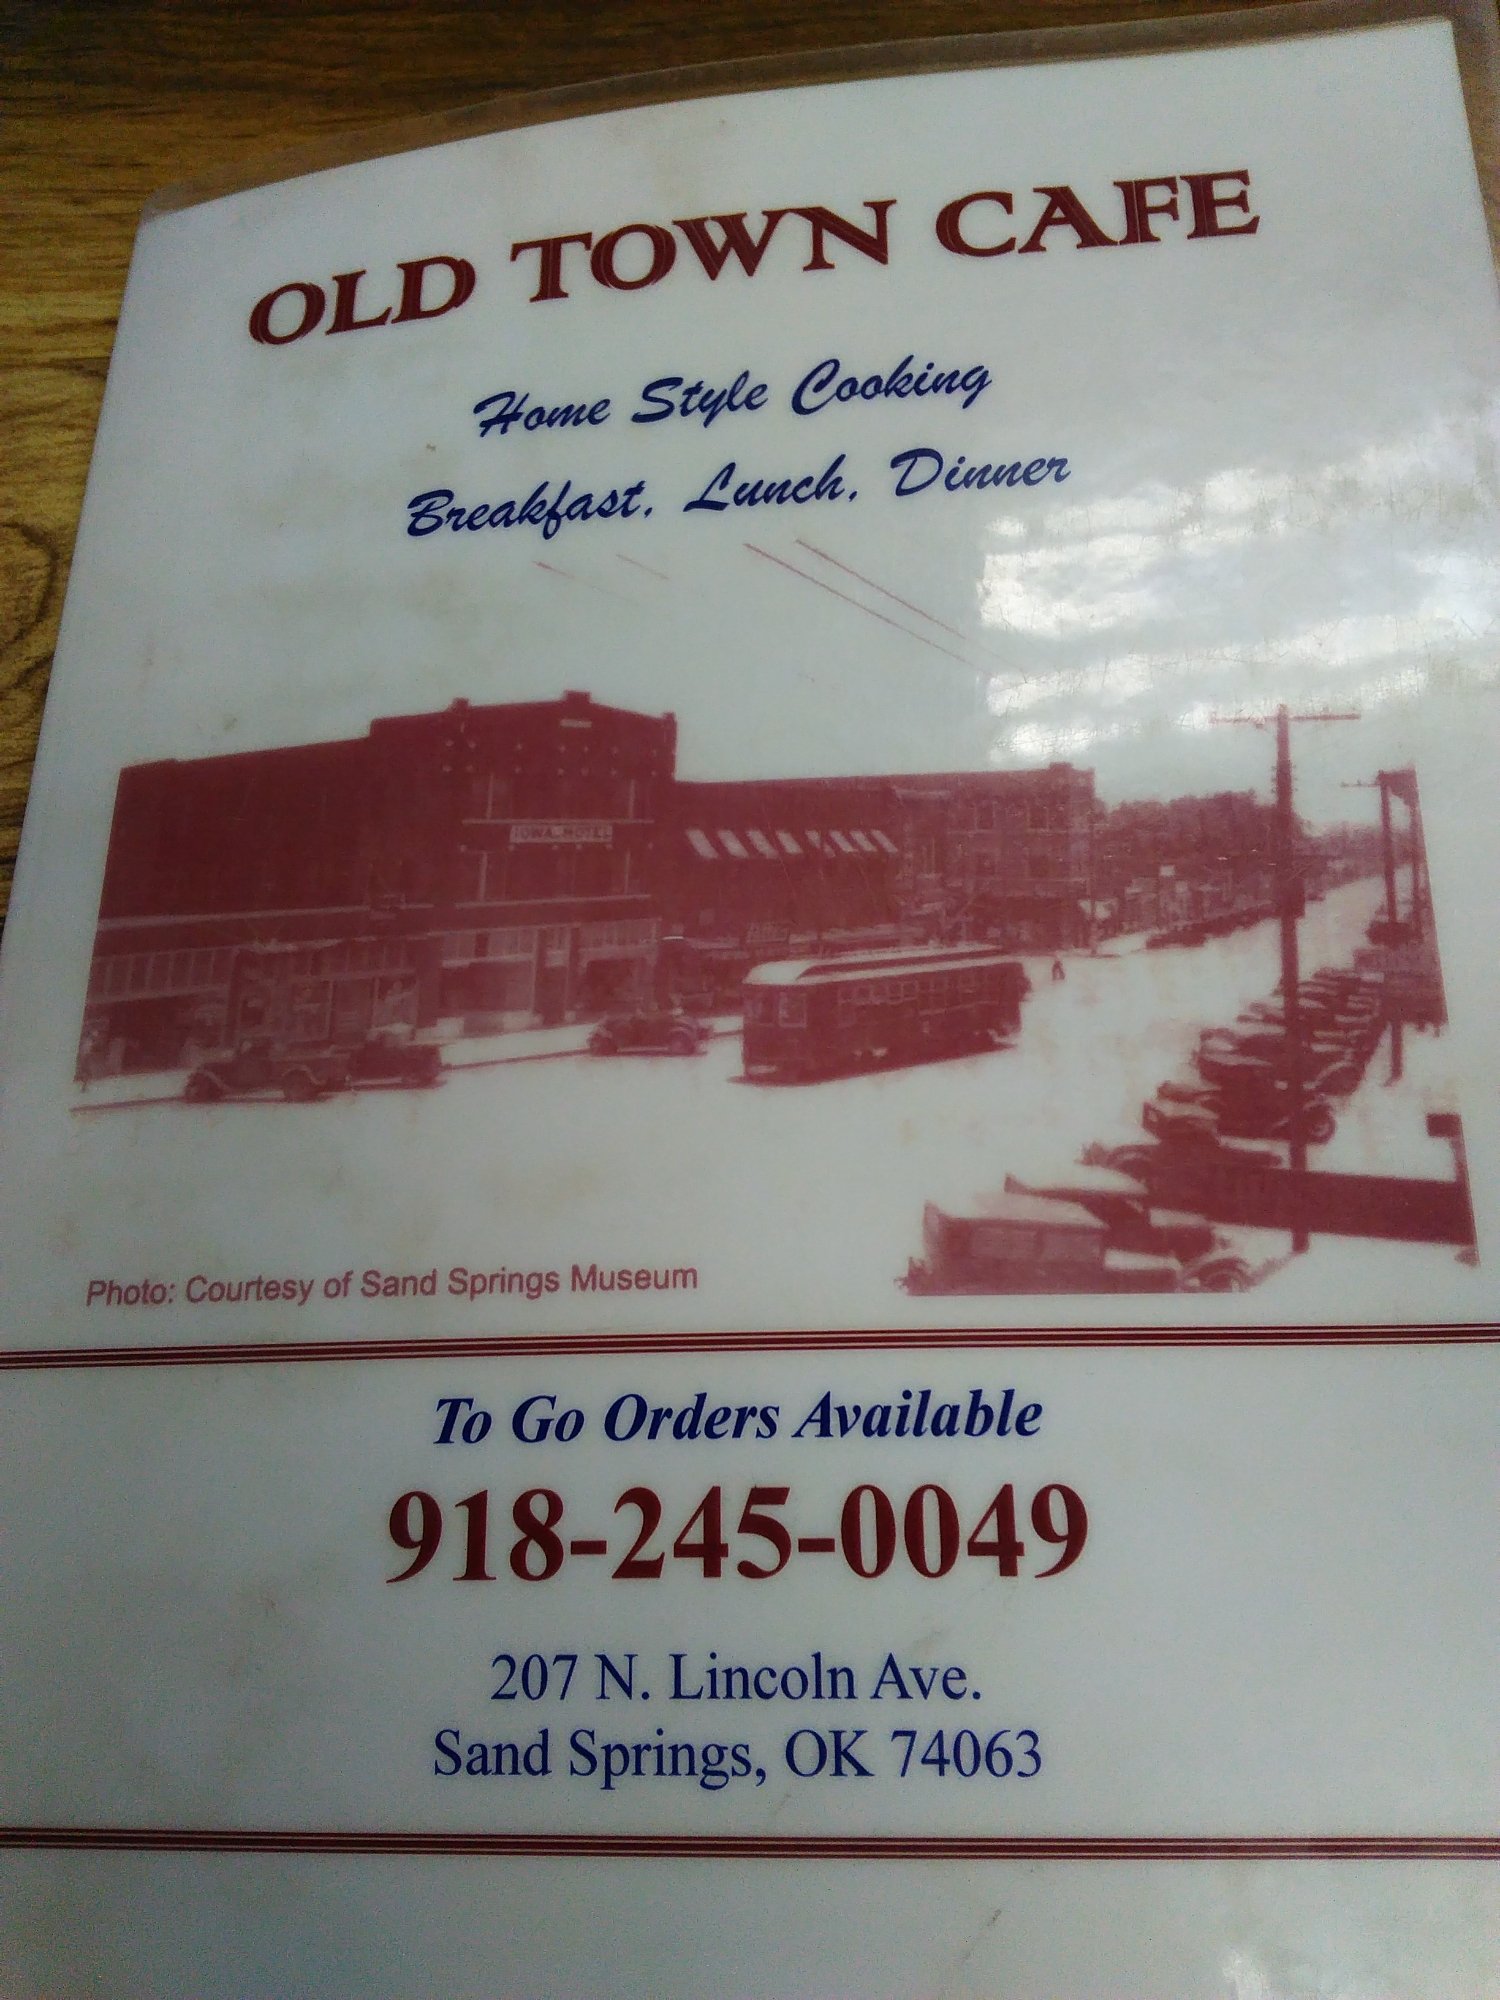 OLD TOWN CAFE
Home Style Cooking
Breakfast, Lunch, Dinner
IOWA HOTEL
Photo: Courtesy of Sand Springs Museum
To Go Orders Available
918-245-0049
207 N. Lincoln Ave.
Sand Springs, OK 74063